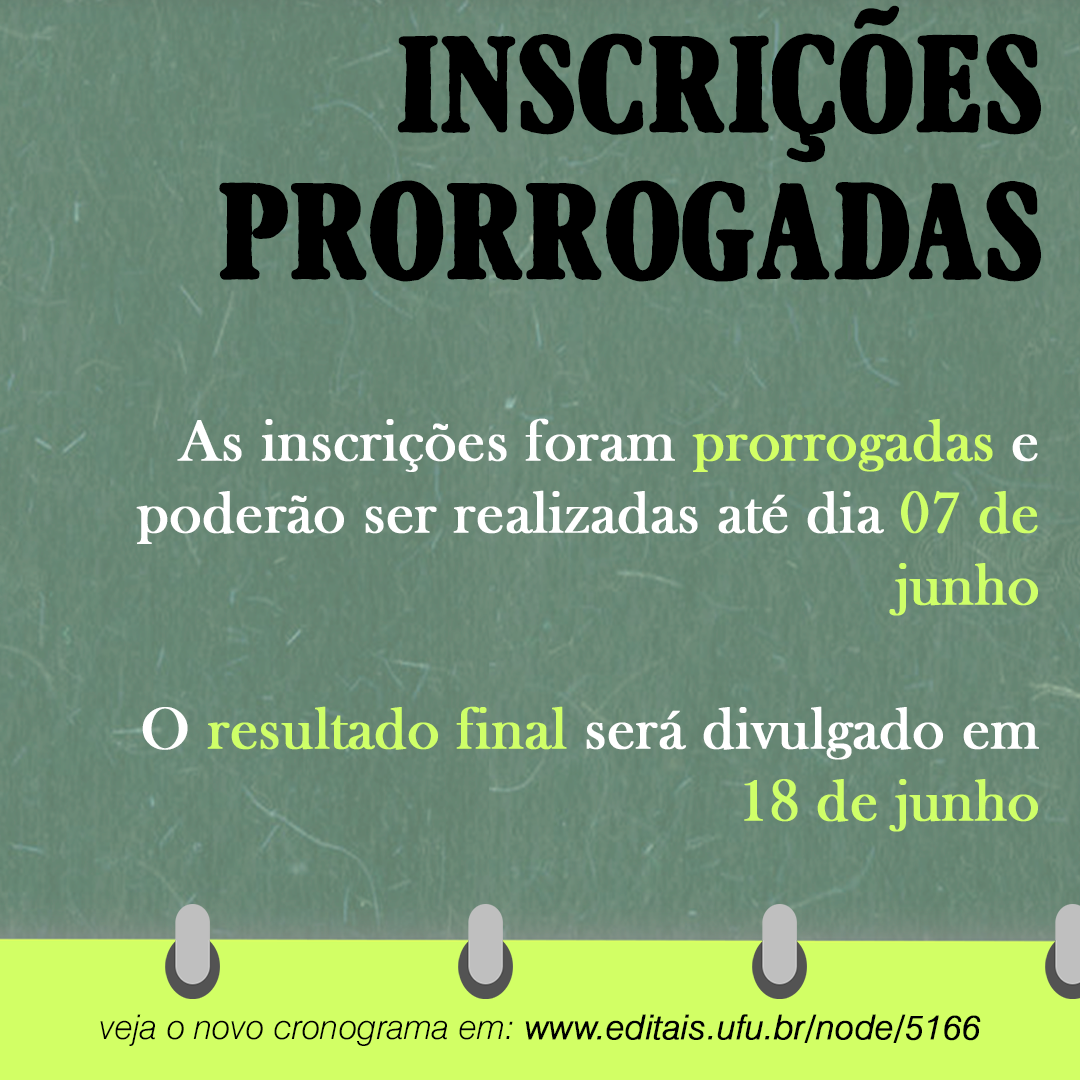 INSCRIÇÕES
PRORROGADAS
As inscrições foram prorrogadas e
poderão ser realizadas até dia 07 de
junho
O resultado final será divulgado em
18 de junho
veja o novo cronograma em: www.editais.ufu.br/node/5166